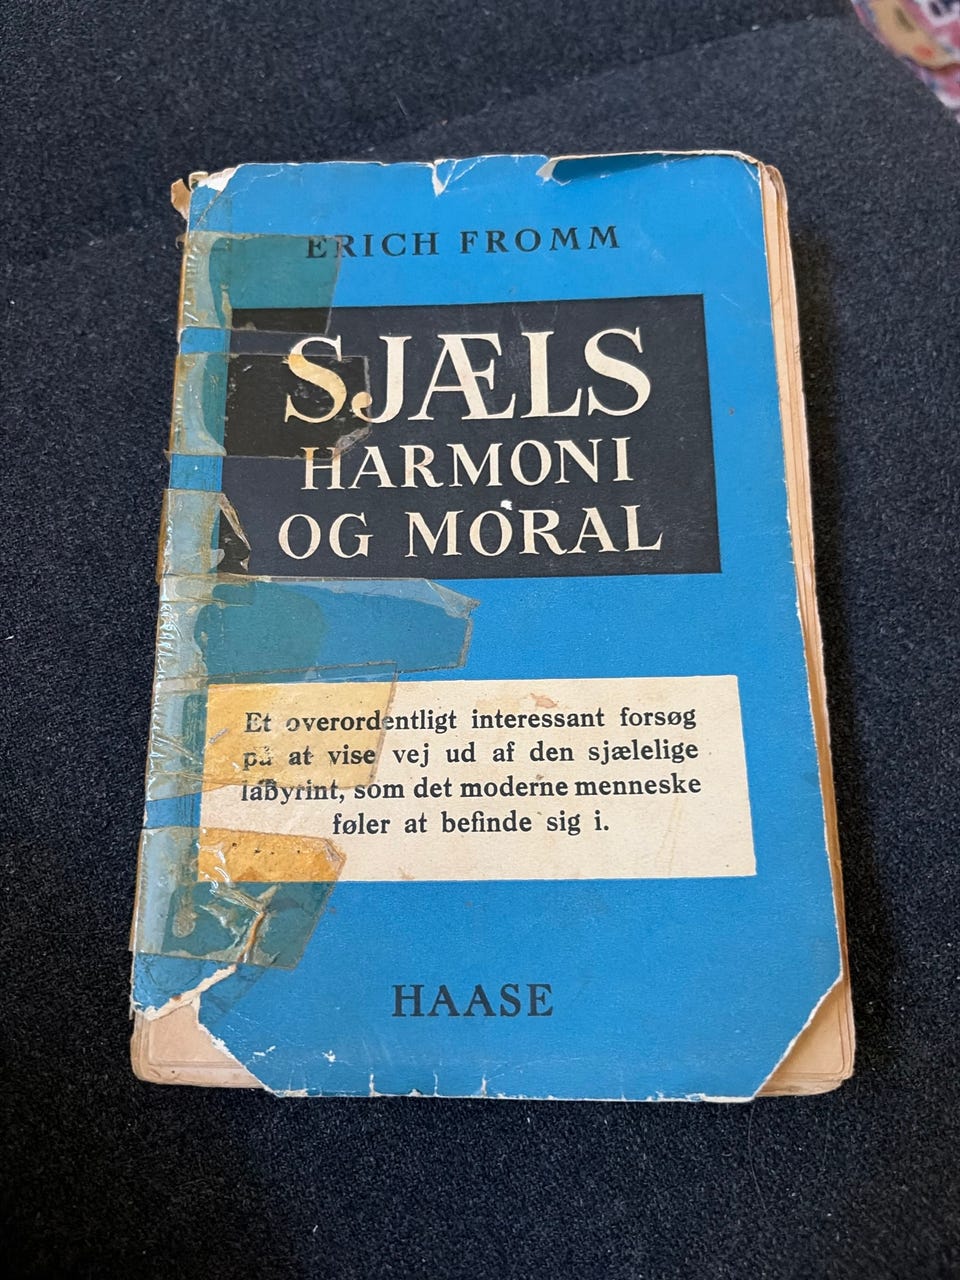 ERICH FROMM
SJÆLS
HARMONI
OG MORAL
Et overordentligt interessant forsøg
på at vise vej ud af den sjælelige
labyrint, som det moderne menneske
føler at befinde sig i.
HAASE